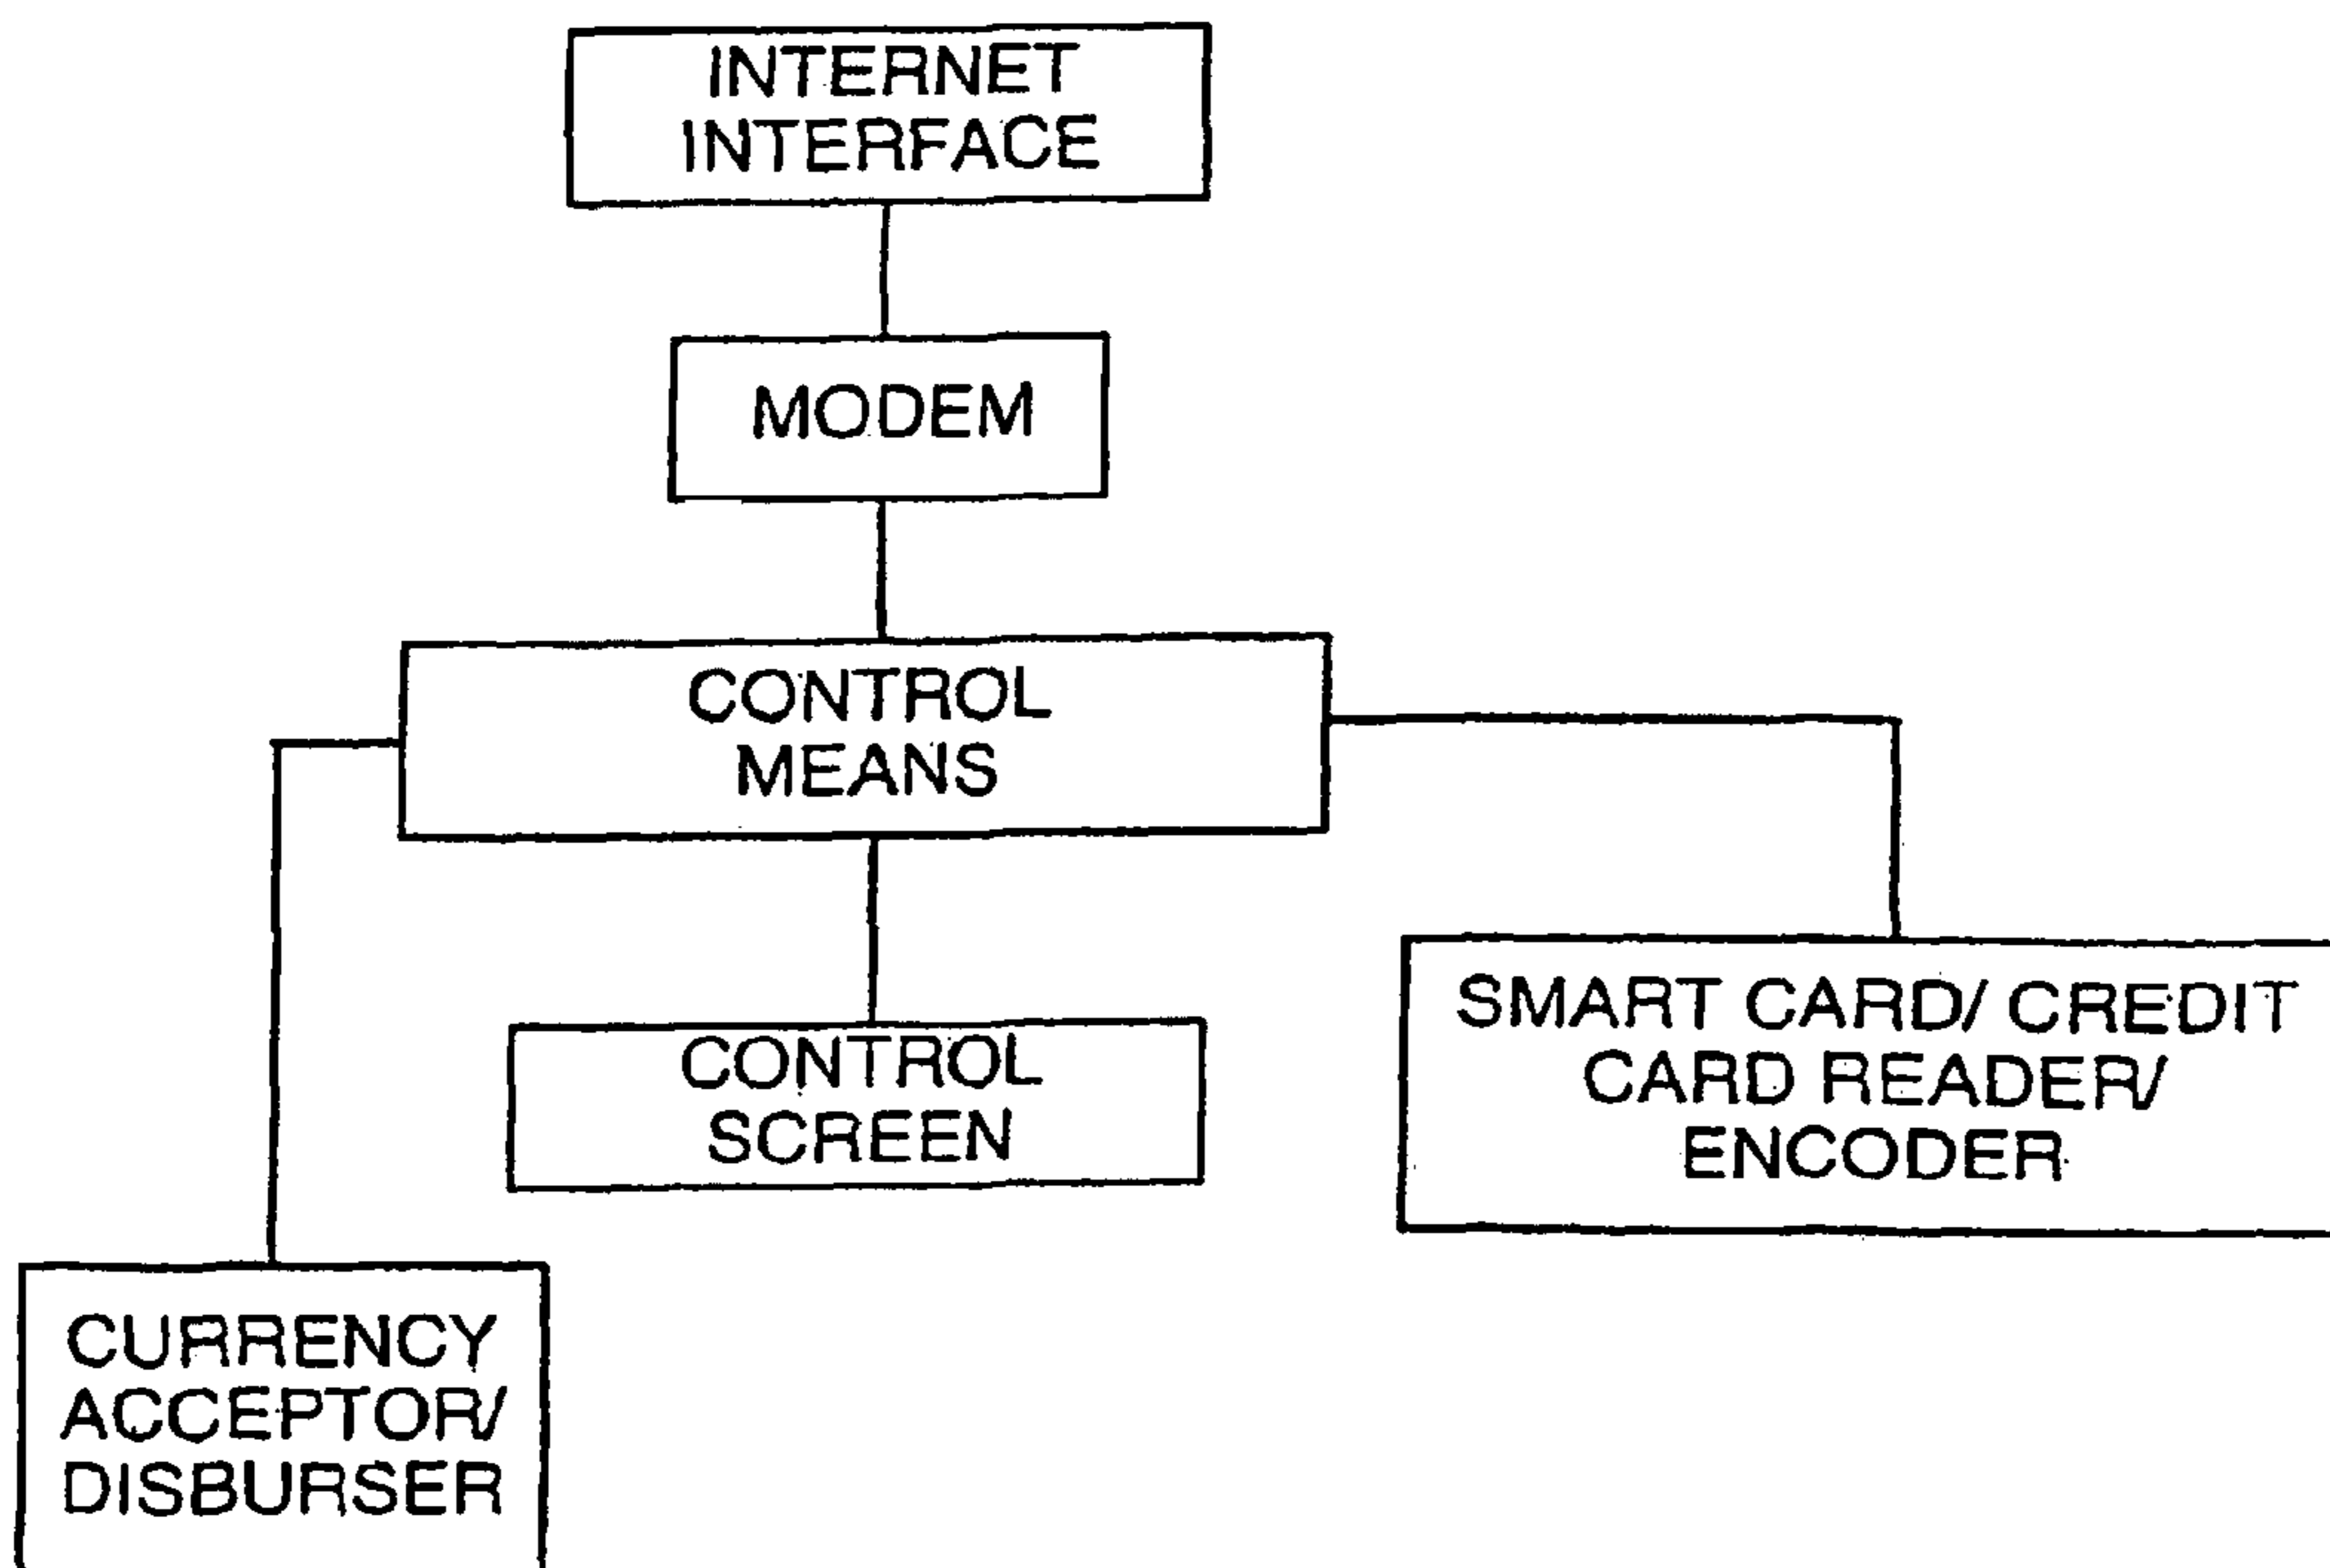 INTERNET
INTERFACE
MODEM
CONTROL
MEANS
CONTROL
SCREEN
SMART CARD/ CREDIT
CARD READER/
ENCODER
CURRENCY
ACCEPTOR/
DISBURSER